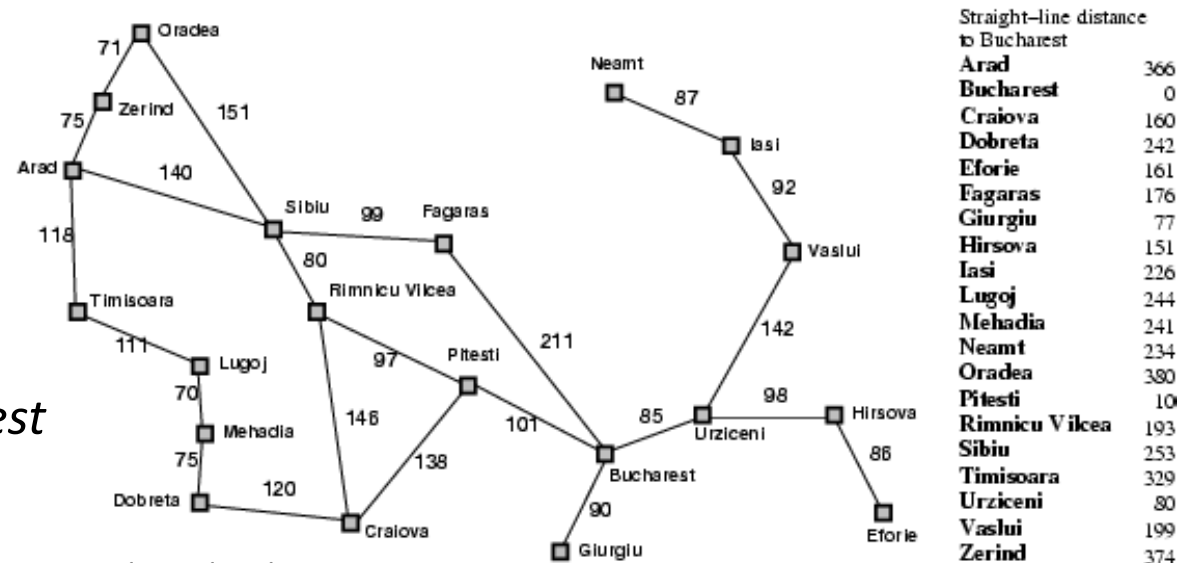 Oradea
71
Neamt
Zerind
87
151
75
Iasi
Arad
140
92
Sibiu
Fagaras
99
118
80
Vaslui
Timisoara
Rimnicu Vilcea
142
111
211
Lugoj
97
Pitesti
70
98
est
146
101
85
Hirsova
Mehadia
Urziceni
138
86
75
Bucharest
Dobreta
120
90
Craiova
Eforie
Giurgiu
Straight–line distance
to Bucharest
Arad 366
Bucharest 0
Craiova 160
Dobreta 242
Eforie 161
Fagaras 176
Giurgiu 77
Hirsova 151
Iasi 226
Lugoj 244
Mehadia 241
Neamt 234
Oradea 380
Pitesti 10
Rimnicu Vilcea 193
Sibiu 253
Timisoara 329
Urziceni 80
Vaslui 199
Zerind 374